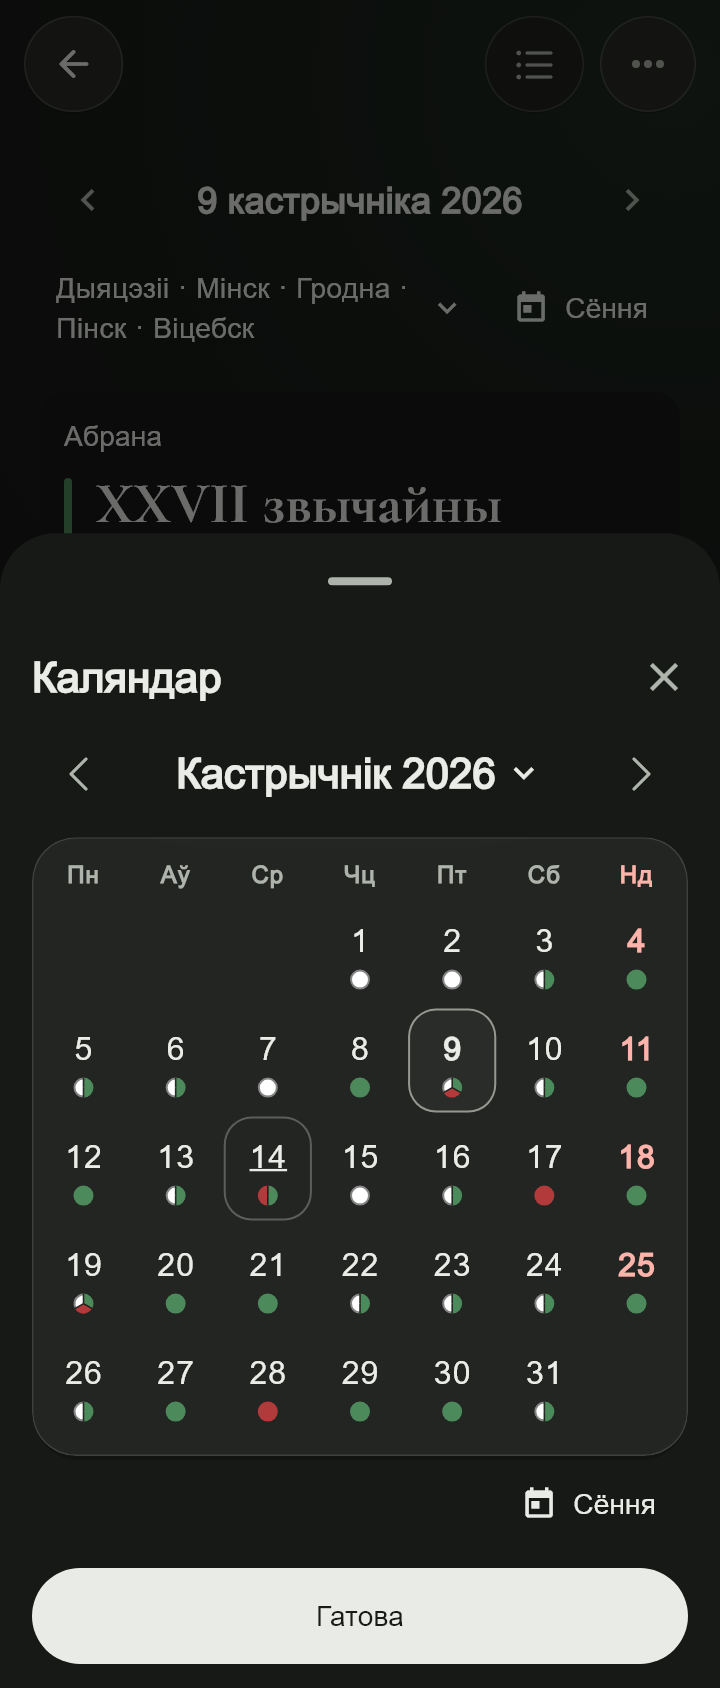 9 кастрычніка 2026
Дыяцэзіі · Мінск · Гродна ·
Пінск · Віцебск
Сёння
Абрана
XXVII звычайны
Каляндар
Кастрычнік 2026
Пн Аў Ср Чц Пт Сб Нд
1 2 3 4
5 6 7 8 9 10 11
12 13 14 15 16 17 18
19 20 21 22 23 24 25
26 27 28 29 30 31
Сёння
Гатова